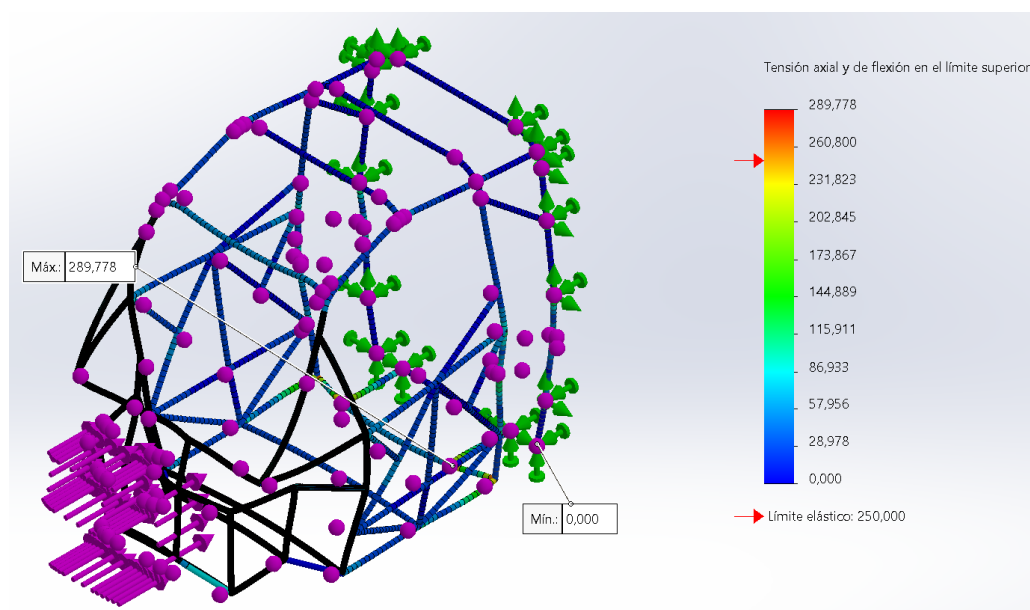 Tensión axial y de flexión en el límite superior
289,778
260,800
231,823
202,845
173,867
144,889
115,911
86,933
57,956
28,978
0,000
Límite elástico: 250,000
Máx.: 289,778
Mín.: 0,000